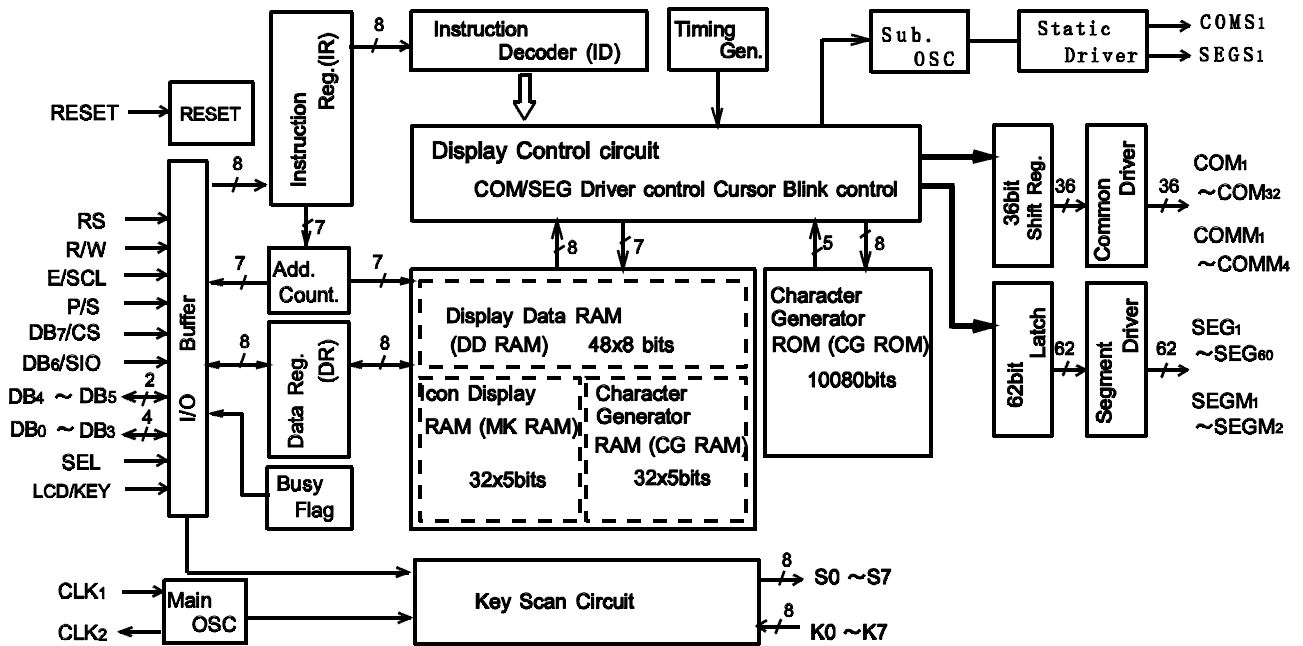 RESET
RESET
Instruction
Reg.(IR)
8
Instruction
Decoder (ID)
Timing
Gen.
Sub.
OSC
Static
Driver
COMS1
SEGS1
8
Display Control circuit
COM/SEG Driver control Cursor Blink control
36bit
Shift Reg.
36
Common
Driver
36
COM1
~COM32
COMM1
~COMM4
RS
R/W
E/SCL
P/S
DB7/CS
DB6/SIO
DB4 ~ DB5
2
DB0 ~ DB3
4
SEL
LCD/KEY
I/O Buffer
7
7
Add.
Count.
7
8
Data Reg.
(DR)
8
Busy
Flag
8
7
5
8
Display Data RAM
(DD RAM) 48x8 bits
Icon Display
RAM (MK RAM)
32x5bits
Character
Generator
RAM (CG RAM)
32x5bits
Character
Generator
ROM (CG ROM)
10080bits
62bit
Latch
62
Segment
Driver
62
SEG1
~SEG60
SEGM1
~SEGM2
CLK1
CLK2
Main
OSC
Key Scan Circuit
8
S0 ~S7
8
K0 ~K7